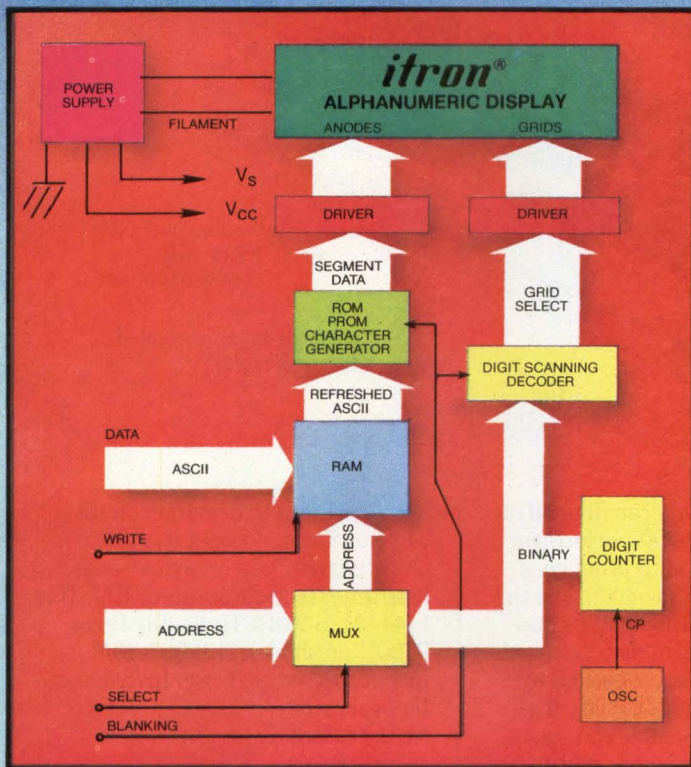 POWER
SUPPLY
itron®
ALPHANUMERIC DISPLAY
FILAMENT
ANODES
GRIDS
VS
VCC
DRIVER
DRIVER
SEGMENT
DATA
GRID
SELECT
ROM
PROM
CHARACTER
GENERATOR
DIGIT SCANNING
DECODER
REFRESHED
ASCII
DATA
ASCII
RAM
WRITE
ADDRESS
BINARY
DIGIT
COUNTER
ADDRESS
MUX
CP
SELECT
OSC
BLANKING